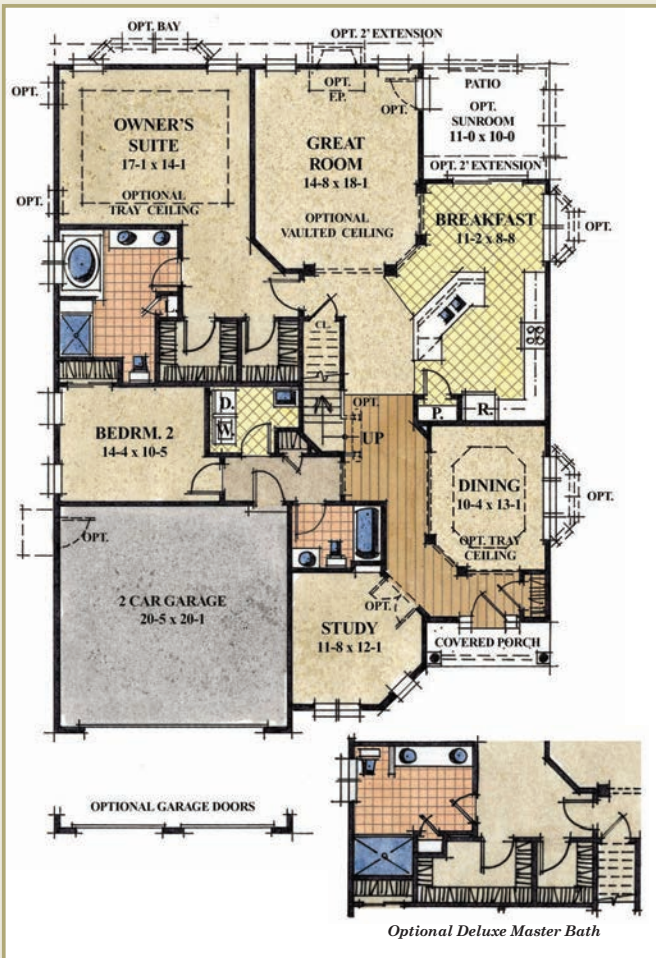 OPT. BAY
OPT. 2' EXTENSION
OPT.
OPT.
F.P.
OPT.
PATIO
OPT.
SUNROOM
11-0 x 10-0
OWNER'S
SUITE
17-1 x 14-1
GREAT
ROOM
14-8 x 18-1
OPT. 2' EXTENSION
OPT.
OPTIONAL
TRAY CEILING
OPTIONAL
VAULTED CEILING
BREAKFAST
11-2 x 8-8
OPT.
L.
CL.
D.
W.
OPT.
P.
R.
BEDRM. 2
14-4 x 10-5
UP
DINING
10-4 x 13-1
OPT.
OPT. TRAY
CEILING
OPT.
2 CAR GARAGE
20-5 x 20-1
OPT.
STUDY
11-8 x 12-1
COVERED PORCH
OPTIONAL GARAGE DOORS
Optional Deluxe Master Bath